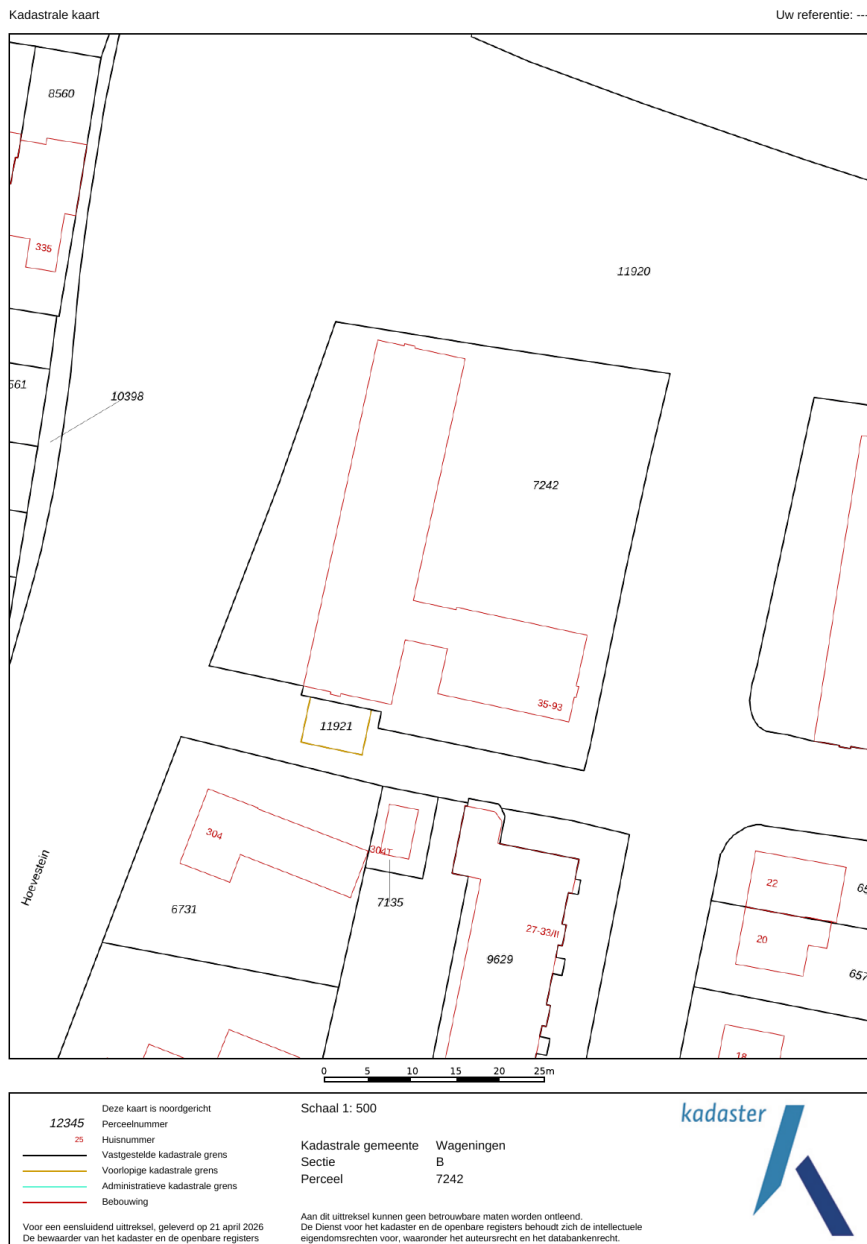 Kadastrale kaart
Uw referentie: ---
8560
335
11920
561
10398
7242
35-93
11921
304
304T
Hoevestein
6731
7135
27-33/II
9629
22
20
657
18
0 5 10 15 20 25m
Deze kaart is noordgericht
12345 Perceelnummer
25 Huisnummer
Vastgestelde kadastrale grens
Voorlopige kadastrale grens
Administratieve kadastrale grens
Bebouwing
Voor een eensluidend uittreksel, geleverd op 21 april 2026
De bewaarder van het kadaster en de openbare registers
Schaal 1: 500
Kadastrale gemeente Wageningen
Sectie B
Perceel 7242
Aan dit uittreksel kunnen geen betrouwbare maten worden ontleend.
De Dienst voor het kadaster en de openbare registers behoudt zich de intellectuele
eigendomsrechten voor, waaronder het auteursrecht en het databankenrecht.
kadaster